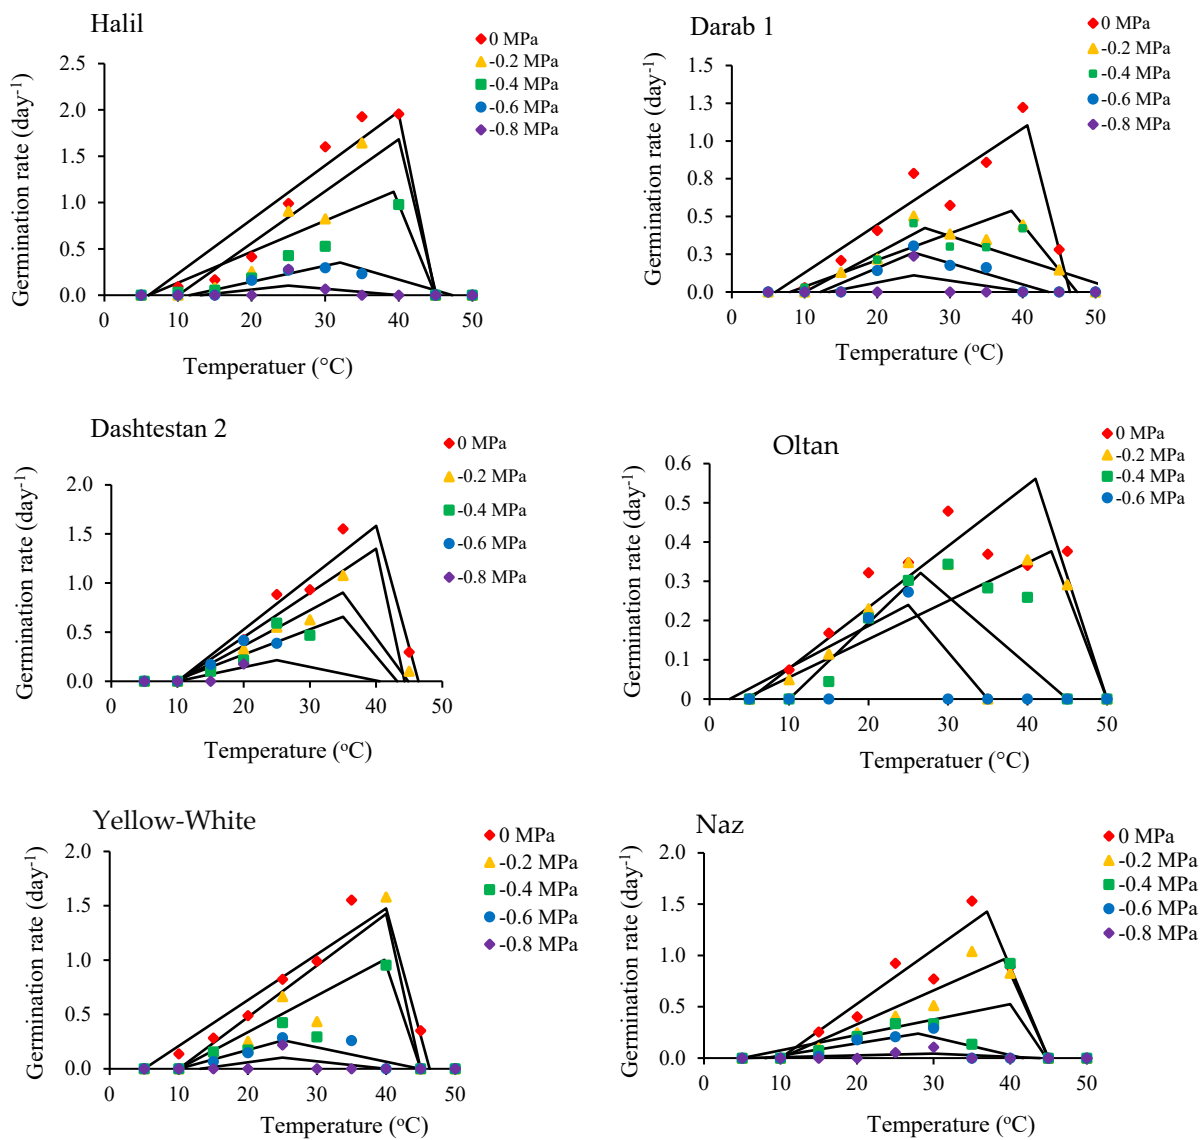 Halil
0 MPa
-0.2 MPa
-0.4 MPa
-0.6 MPa
-0.8 MPa
Germination rate (day-1)
2.5
2.0
1.5
1.0
0.5
0.0
0 10 20 30 40 50
Temperatuer (°C)
Darab 1
0 MPa
-0.2 MPa
-0.4 MPa
-0.6 MPa
-0.8 MPa
Germination rate (day-1)
1.5
1.3
1.0
0.8
0.5
0.3
0.0
0 10 20 30 40 50
Temperature (oC)
Dashtestan 2
0 MPa
-0.2 MPa
-0.4 MPa
-0.6 MPa
-0.8 MPa
Germination rate (day-1)
2.0
1.5
1.0
0.5
0.0
0 10 20 30 40 50
Temperature (oC)
Oltan
0 MPa
-0.2 MPa
-0.4 MPa
-0.6 MPa
Germination rate (day-1)
0.6
0.5
0.4
0.3
0.2
0.1
0
0 10 20 30 40 50
Temperatuer (°C)
Yellow-White
0 MPa
-0.2 MPa
-0.4 MPa
-0.6 MPa
-0.8 MPa
Germination rate (day-1)
2.0
1.5
1.0
0.5
0.0
0 10 20 30 40 50
Temperature (oC)
Naz
0 MPa
-0.2 MPa
-0.4 MPa
-0.6 MPa
-0.8 MPa
Germination rate (day-1)
2.0
1.5
1.0
0.5
0.0
0 10 20 30 40 50
Temperature (oC)